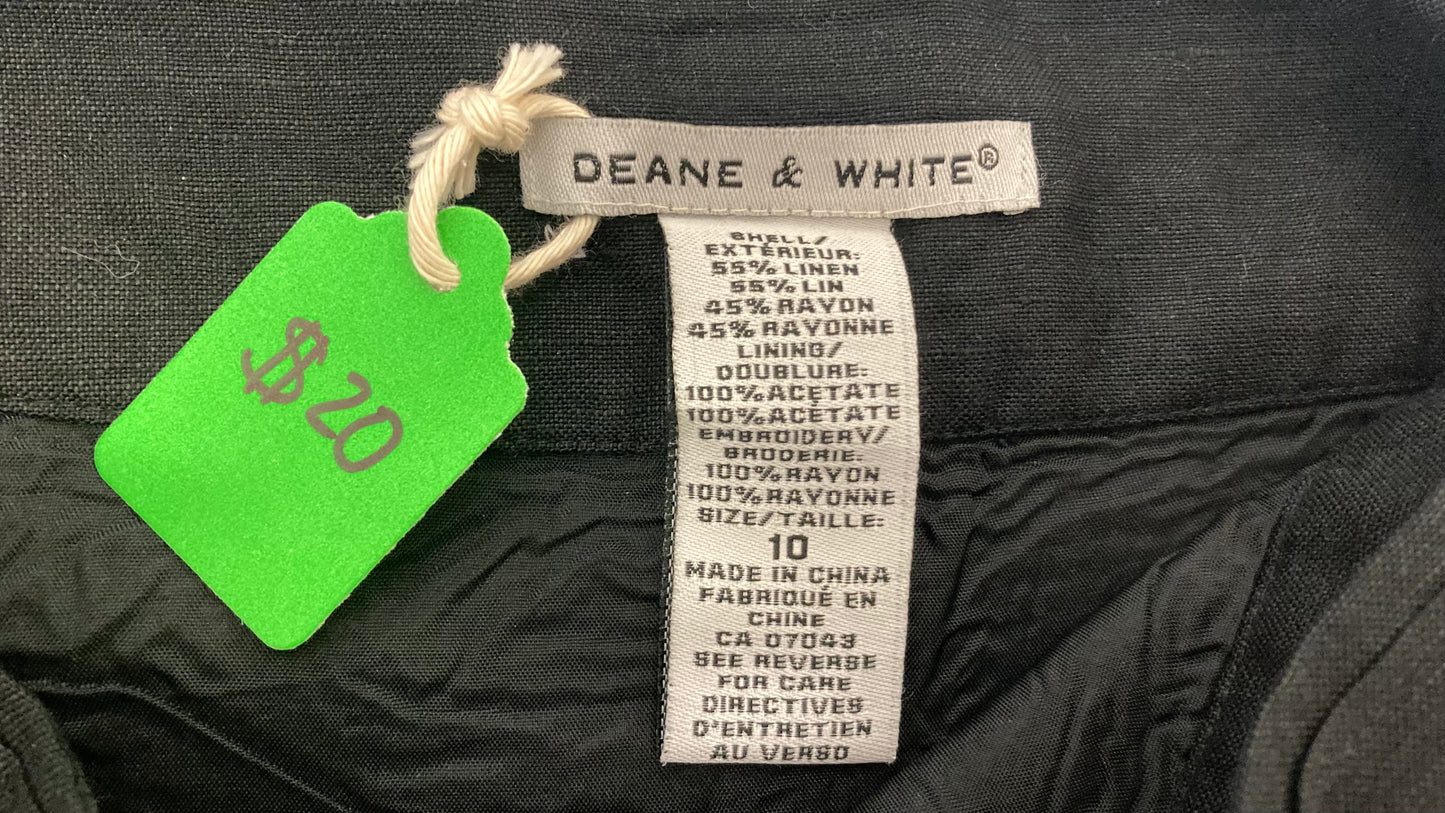 DEANE & WHITE®
$20
SHELL/
EXTÉRIEUR:
55% LINEN
55% LIN
45% RAYON
45% RAYONNE
LINING/
DOUBLURE:
100% ACETATE
100% ACÉTATE
EMBROIDERY/
BRODERIE:
100% RAYON
100% RAYONNE
SIZE/TAILLE:
10
MADE IN CHINA
FABRIQUÉ EN
CHINE
CA 07043
SEE REVERSE
FOR CARE
DIRECTIVES
D'ENTRETIEN
AU VERSO